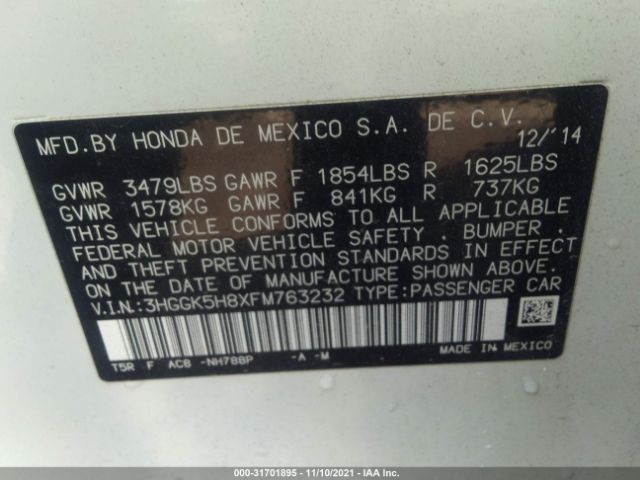 MFD.BY HONDA DE MEXICO S.A. DE C.V.
12/'14
GVWR 3479LBS GAWR F 1854LBS R 1625LBS
GVWR 1578KG GAWR F 841KG R 737KG
THIS VEHICLE CONFORMS TO ALL APPLICABLE
FEDERAL MOTOR VEHICLE SAFETY , BUMPER ,
AND THEFT PREVENTION STANDARDS IN EFFECT
ON THE DATE OF MANUFACTURE SHOWN ABOVE.
V.I.N.:3HGGK5H8XFM763232 TYPE:PASSENGER CAR
T5R F AC8 -NH788P -A -M
MADE IN MEXICO
000-31701895 - 11/10/2021 - IAA Inc.